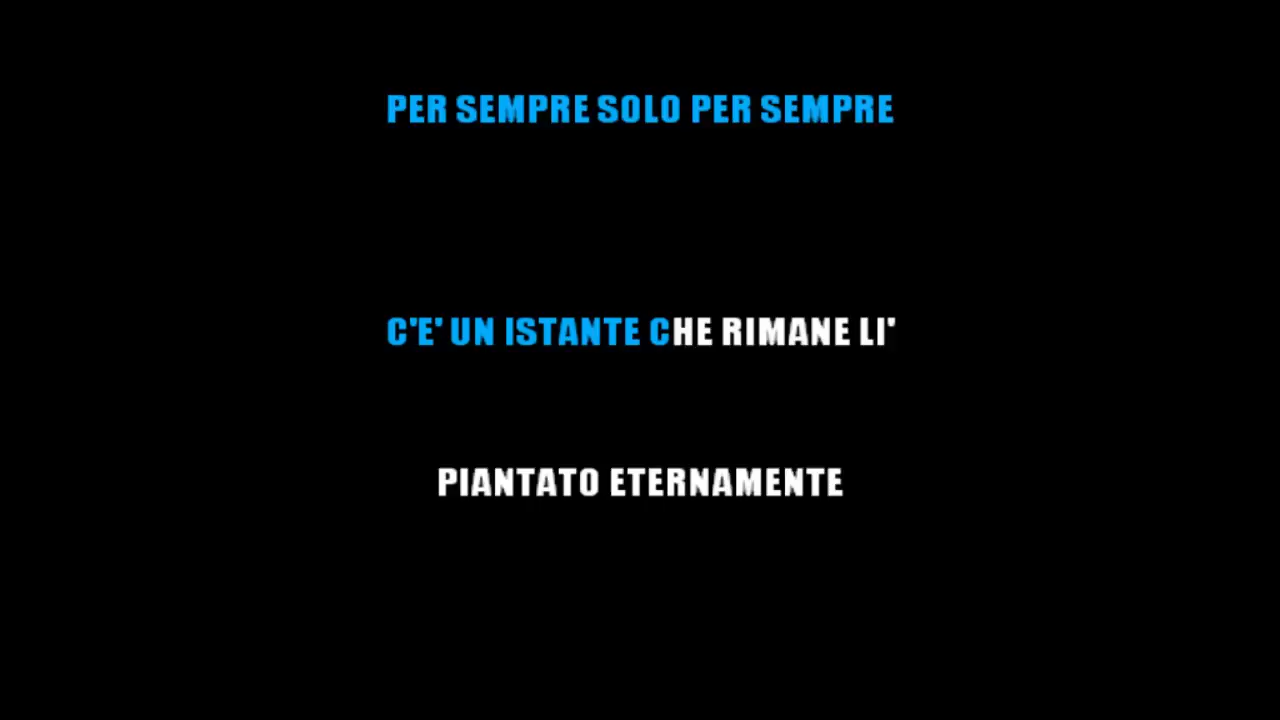 PER SEMPRE SOLO PER SEMPRE
C'E' UN ISTANTE CHE RIMANE LI'
PIANTATO ETERNAMENTE